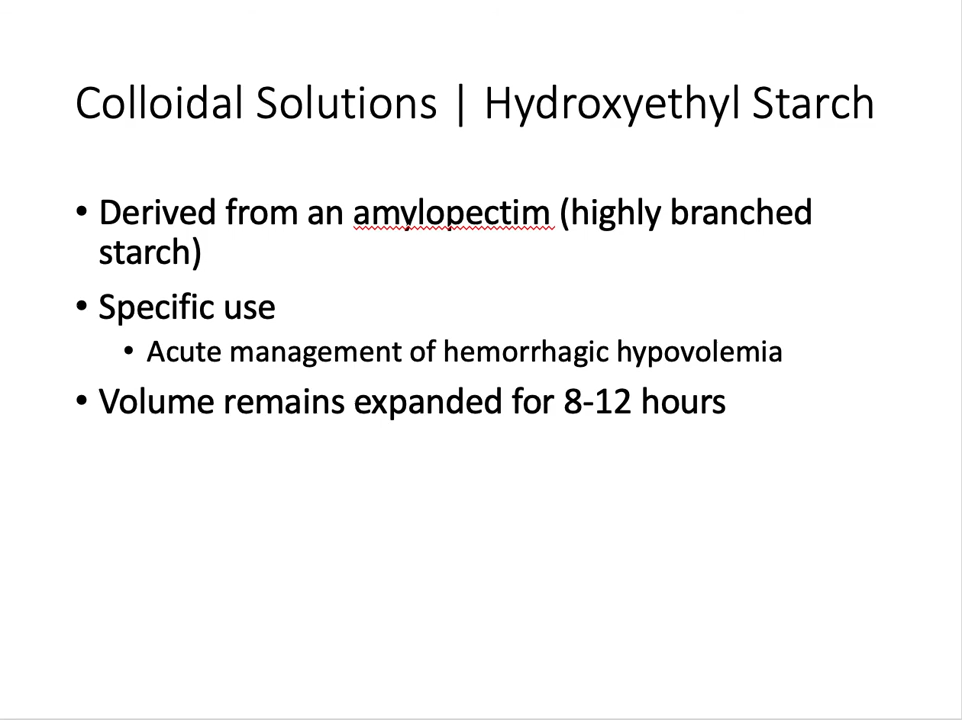 Colloidal Solutions | Hydroxyethyl Starch
• Derived from an amylopectim (highly branched
starch)
• Specific use
• Acute management of hemorrhagic hypovolemia
• Volume remains expanded for 8-12 hours